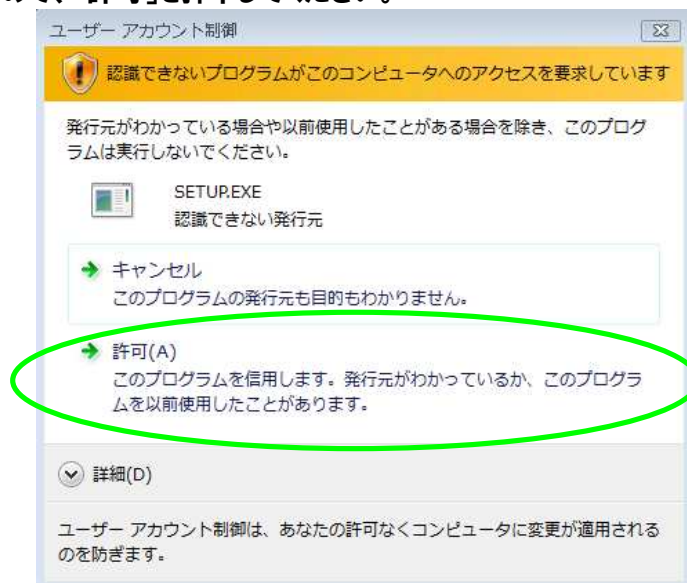 許可」を押下してください。
ユーザー アカウント制御
認識できないプログラムがこのコンピュータへのアクセスを要求しています
発行元がわかっている場合や以前使用したことがある場合を除き、このプログ
ラムは実行しないでください。
SETUP.EXE
認識できない発行元
キャンセル
このプログラムの発行元も目的もわかりません。
許可(A)
このプログラムを信用します。発行元がわかっているか、このプログラ
ムを以前使用したことがあります。
詳細(D)
ユーザー アカウント制御は、あなたの許可なくコンピュータに変更が適用される
のを防ぎます。